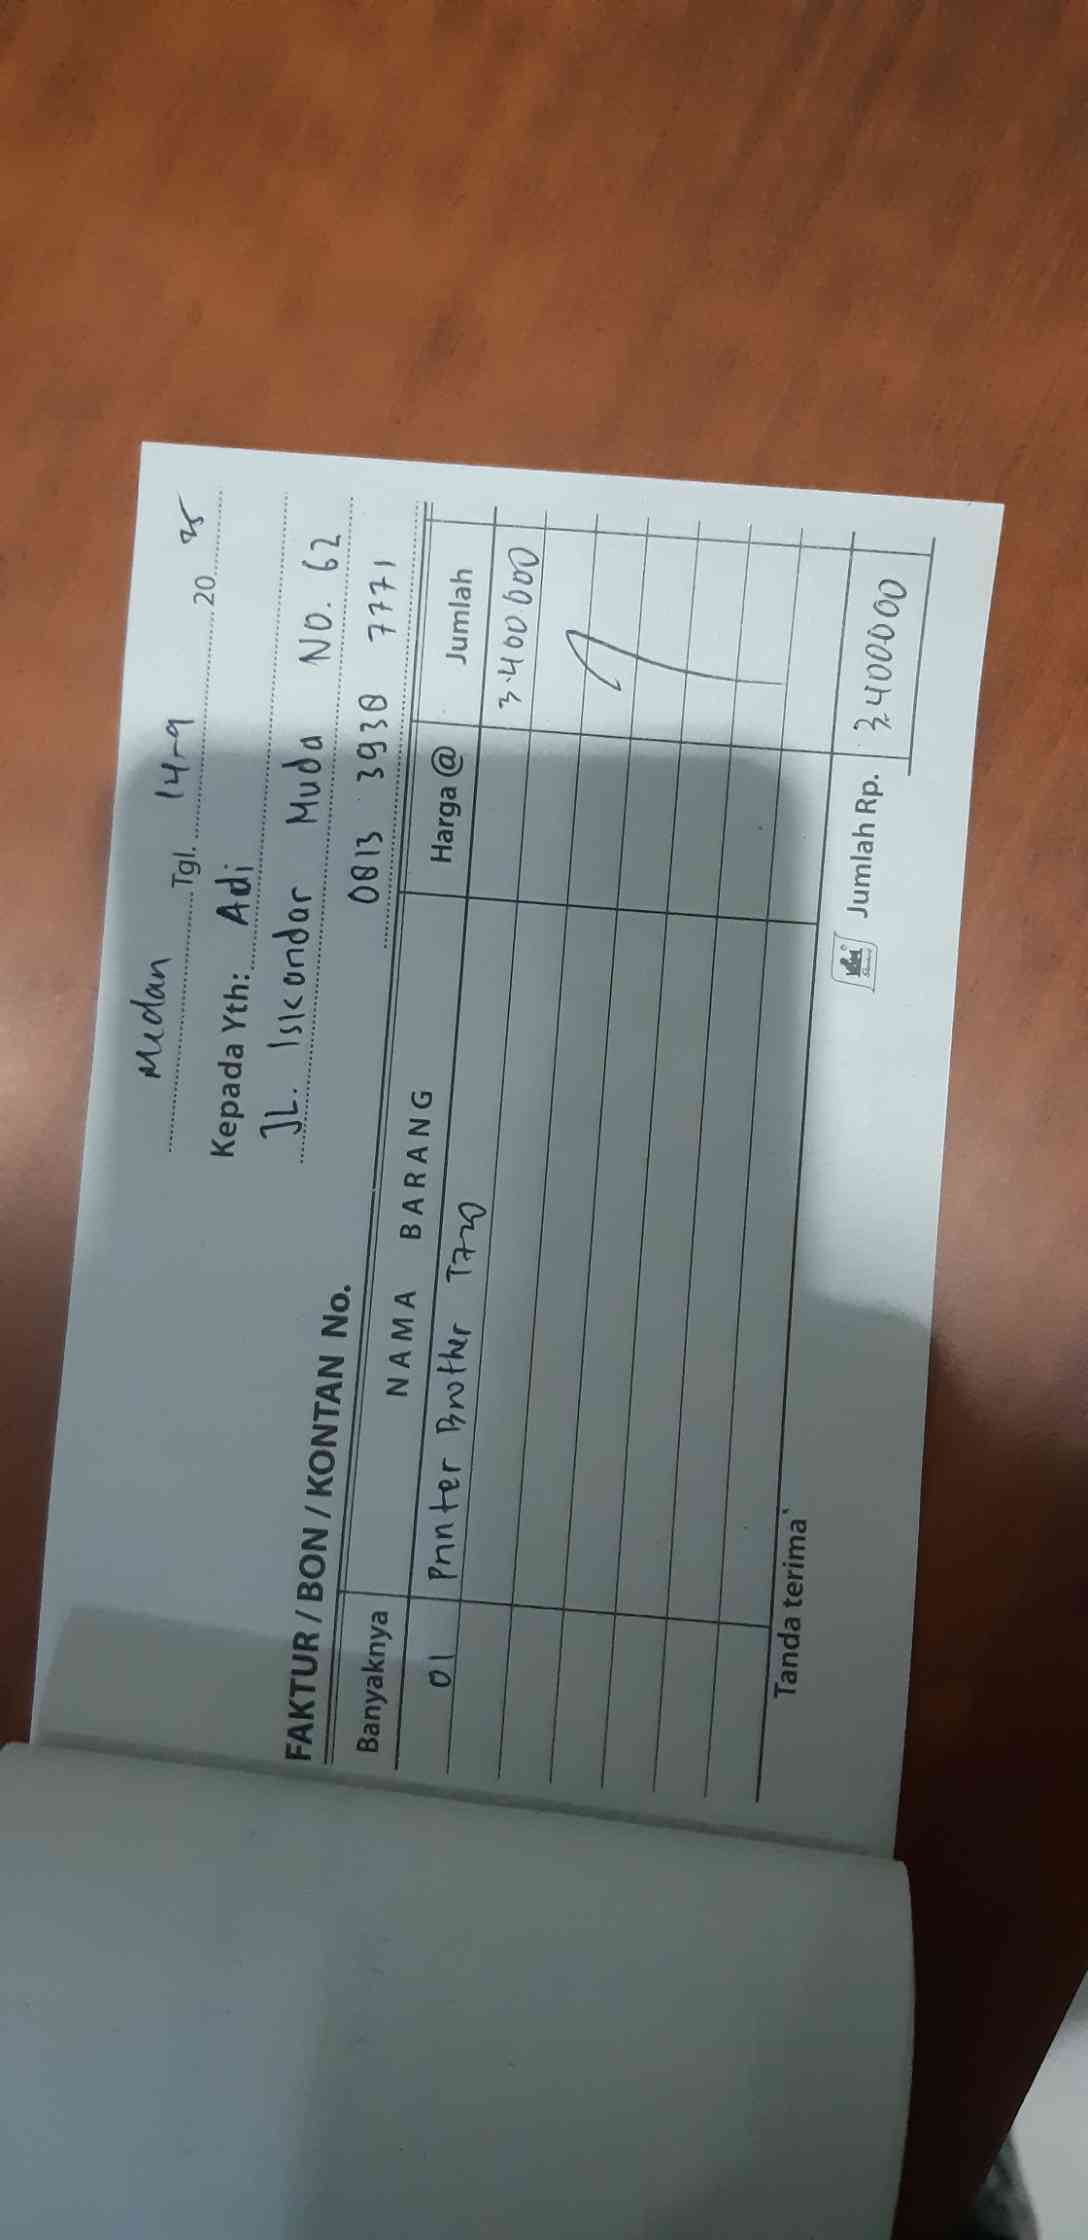 Medan Tgl. 14-9 20 25
Kepada Yth: Adi
JL. Iskandar Muda NO. 62
0813 3938 7771
FAKTUR / BON / KONTAN No.
Banyaknya NAMA BARANG Harga @ Jumlah
01 Printer Brother T720 3.400.000
Tanda terima
Jumlah Rp. 3.400000